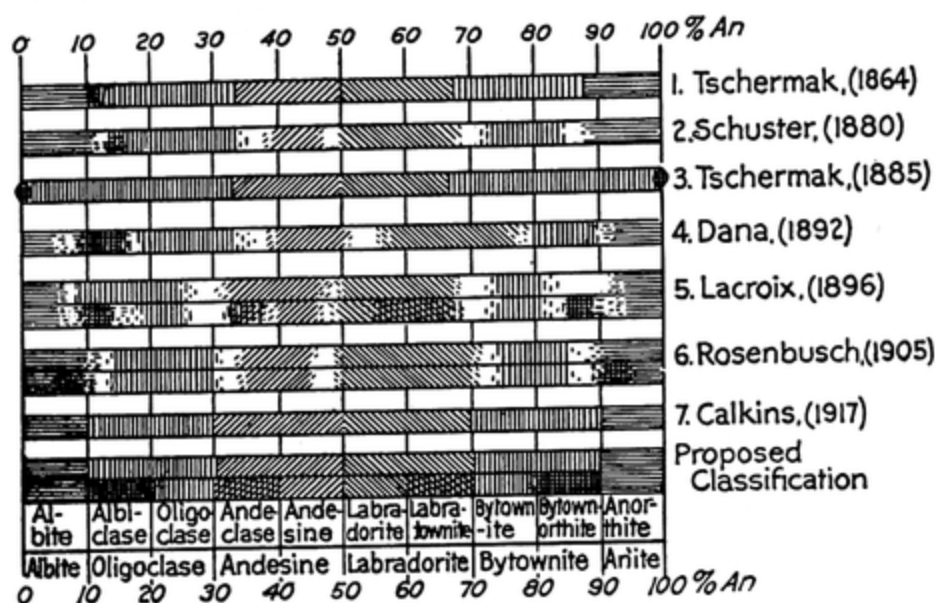 0 10 20 30 40 50 60 70 80 90 100 % An
1. Tschermak,(1864)
2.Schuster,(1880)
3.Tschermak,(1885)
4.Dana,(1892)
5. Lacroix,(1896)
6.Rosenbusch,(1905)
7. Calkins,(1917)
Proposed
Classification
Al- Albi- Oligo- Ande- Ande- Labra- Labra- Bytown Bytown- Anor-
bite clase clase clase sine dorite townite -ite orthite thite
Albite Oligoclase Andesine Labradorite Bytownite An'ite
0 10 20 30 40 50 60 70 80 90 100 % An